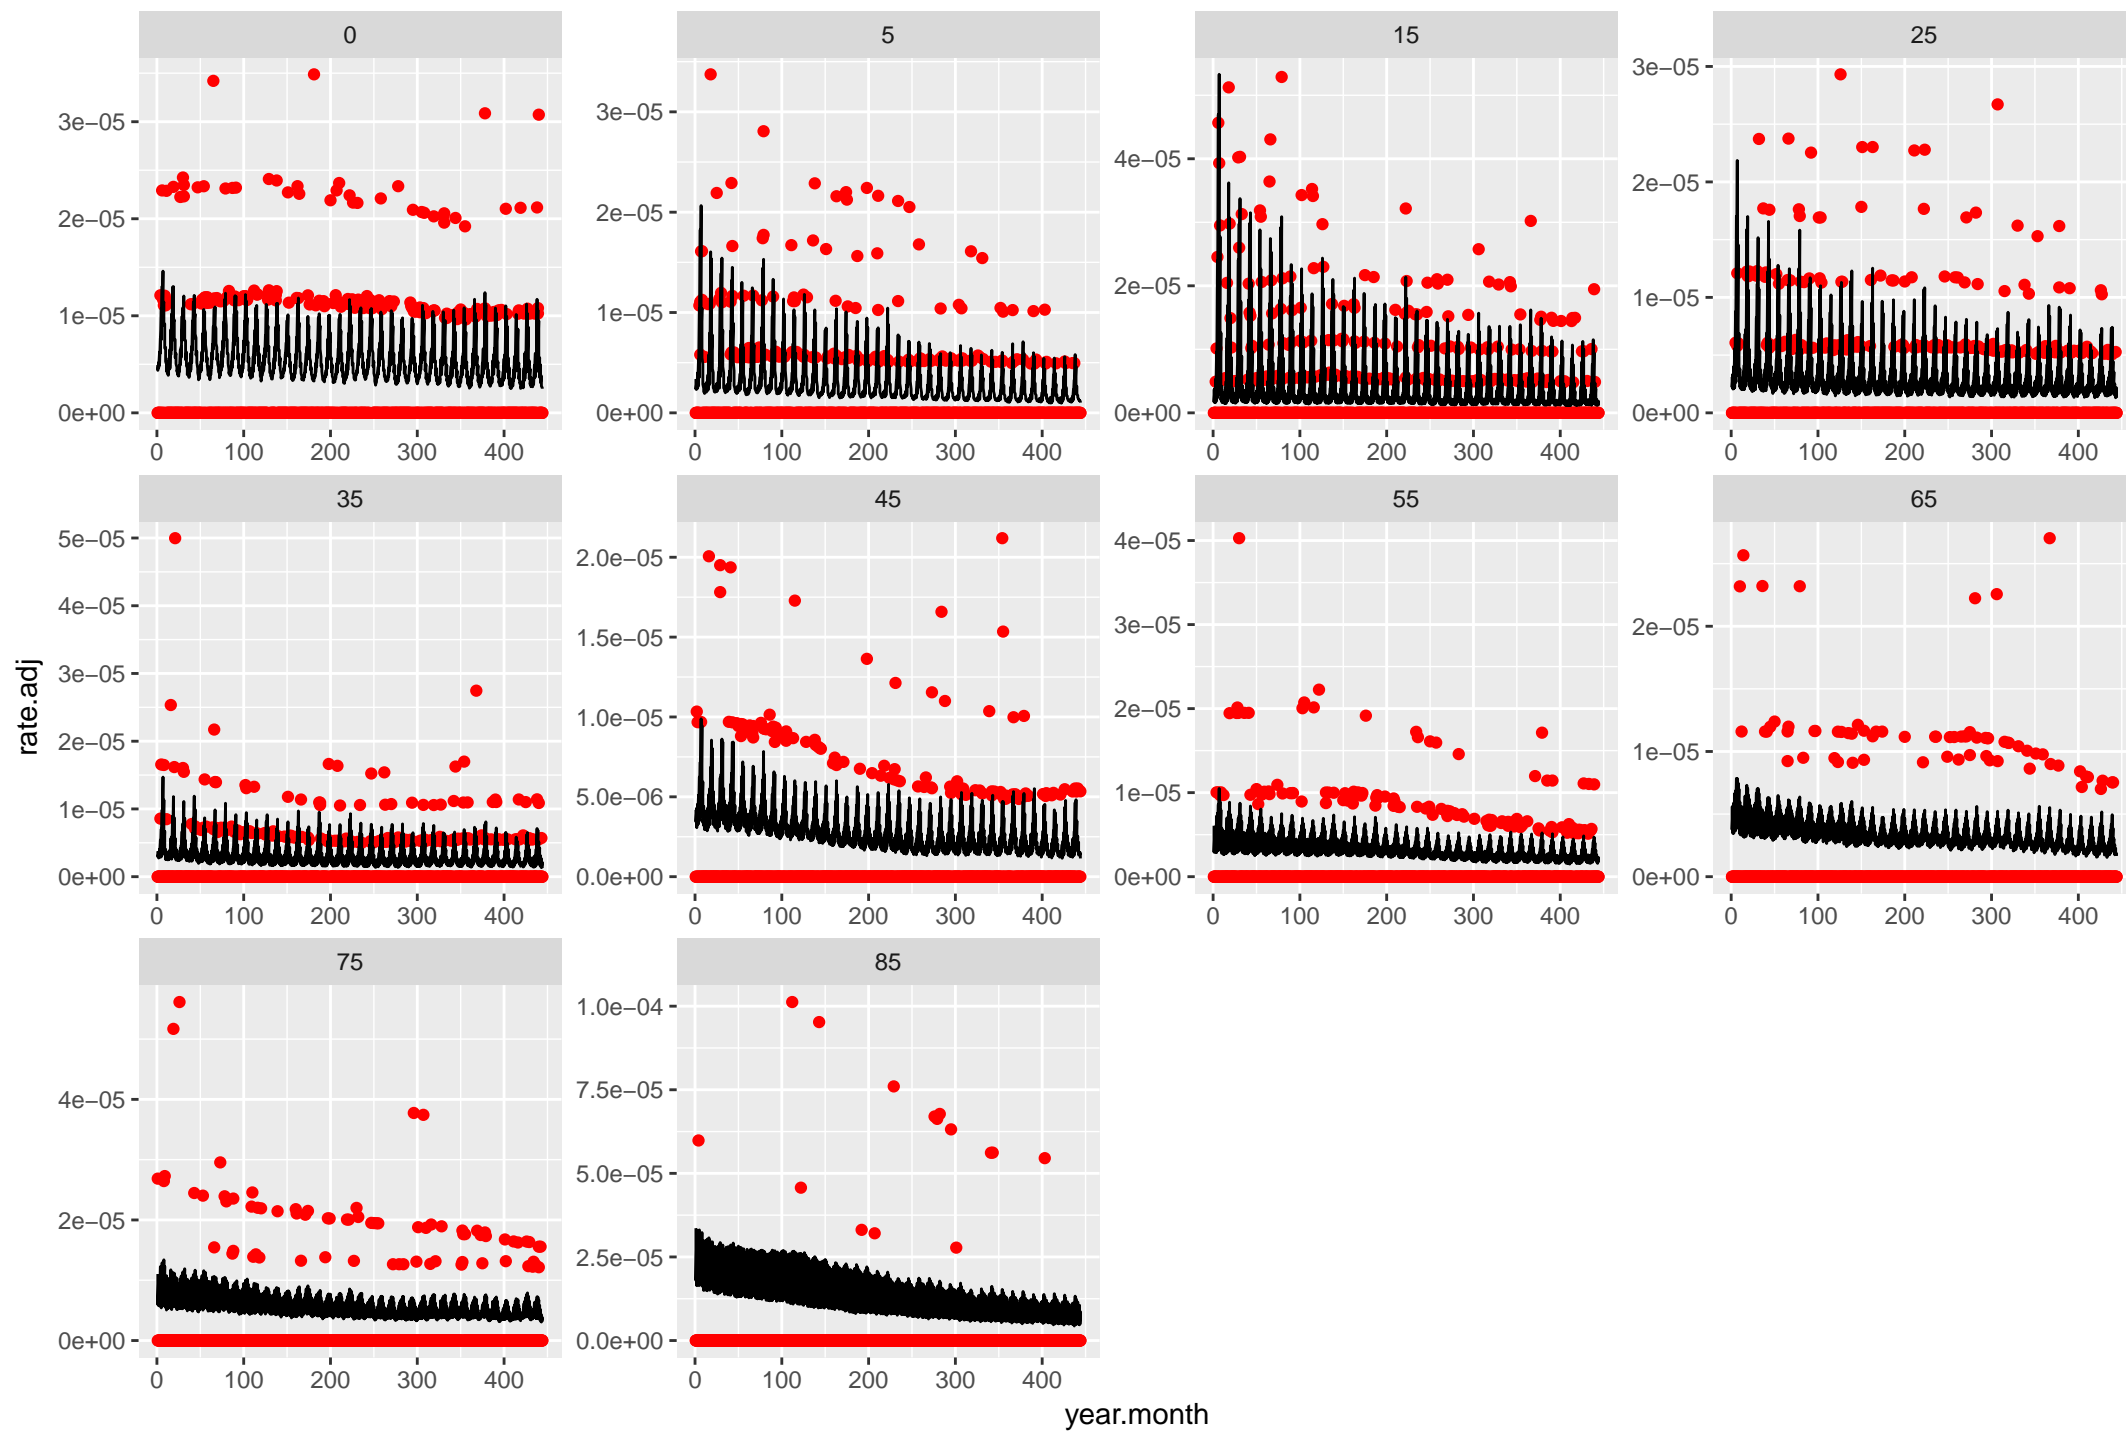 0 5 15 25
3e−05 2e−05 1e−05 0e+00
3e−05 2e−05 1e−05 0e+00
4e−05 2e−05 0e+00
3e−05 2e−05 1e−05 0e+00
0 100 200 300 400 0 100 200 300 400 0 100 200 300 400 0 100 200 300 400
35 45 55 65
5e−05 4e−05 3e−05 2e−05 1e−05 0e+00
2.0e−05 1.5e−05 1.0e−05 5.0e−06 0.0e+00
4e−05 3e−05 2e−05 1e−05 0e+00
2e−05 1e−05 0e+00
0 100 200 300 400 0 100 200 300 400 0 100 200 300 400 0 100 200 300 400
rate.adj
75 85
4e−05 2e−05 0e+00
1.0e−04 7.5e−05 5.0e−05 2.5e−05 0.0e+00
0 100 200 300 400 0 100 200 300 400
year.month